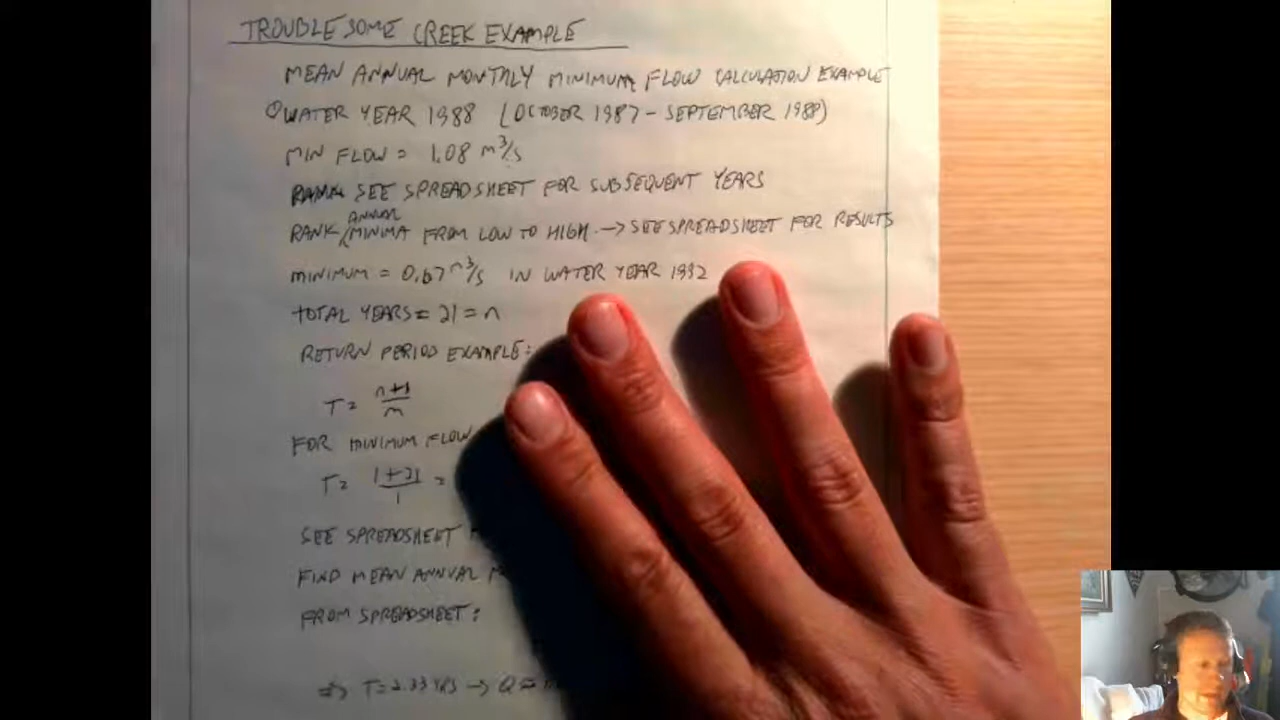 TROUBLESOME CREEK EXAMPLE
MEAN ANNUAL MONTHLY MINIMUM FLOW CALCULATION EXAMPLE
WATER YEAR 1988 (OCTOBER 1987 - SEPTEMBER 1988)
MIN FLOW = 1.08 m³/s
SEE SPREADSHEET FOR SUBSEQUENT YEARS
ANNUAL
RANK MINIMA FROM LOW TO HIGH → SEE SPREADSHEET FOR RESULTS
MINIMUM = 0.67 m³/s IN WATER YEAR 1992
TOTAL YEARS = 21 = n
RETURN PERIOD EXAMPLE:
T = n+1/m
FOR MINIMUM FLOW
T = 1+21/1 =
SEE SPREADSHEET
FIND MEAN ANNUAL
FROM SPREADSHEET:
⇒ T = 2.33 YRS → Q =